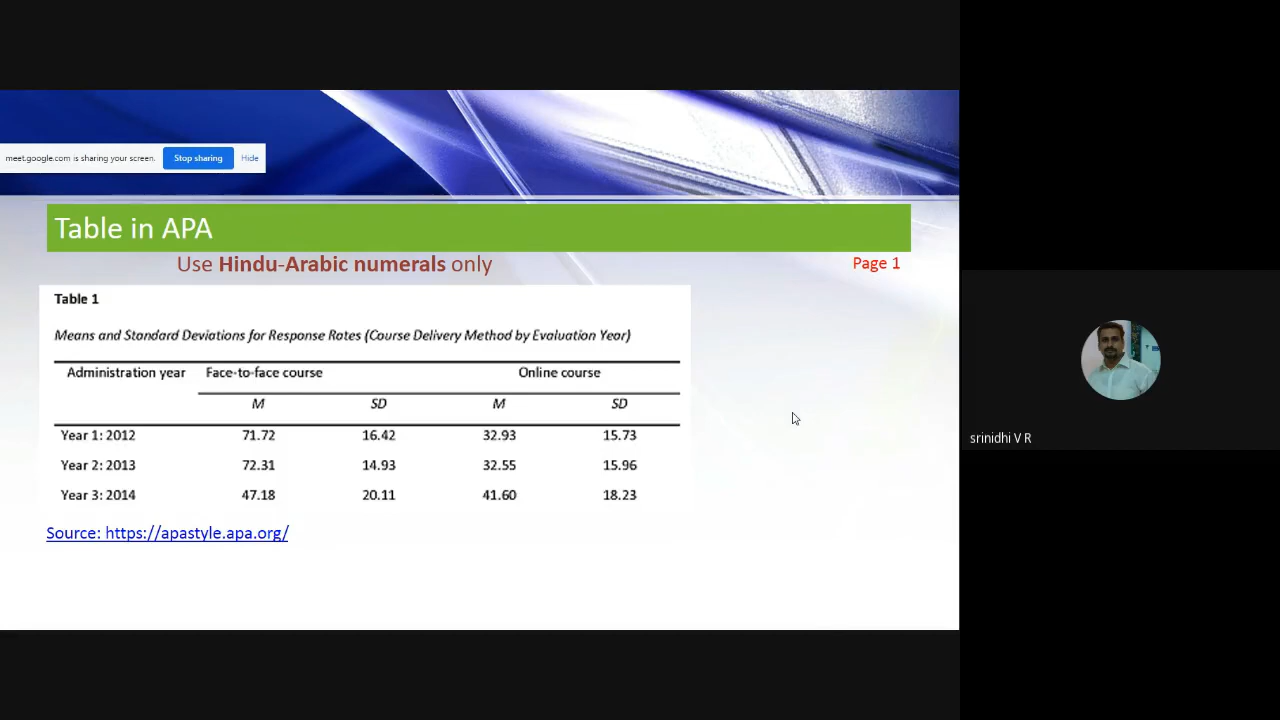 meet.google.com is sharing your screen. Stop sharing Hide
Table in APA
Use Hindu-Arabic numerals only
Page 1
Table 1
Means and Standard Deviations for Response Rates (Course Delivery Method by Evaluation Year)
Administration year Face-to-face course Online course
M SD M SD
Year 1: 2012 71.72 16.42 32.93 15.73
Year 2: 2013 72.31 14.93 32.55 15.96
Year 3: 2014 47.18 20.11 41.60 18.23
Source: https://apastyle.apa.org/
srinidhi V R